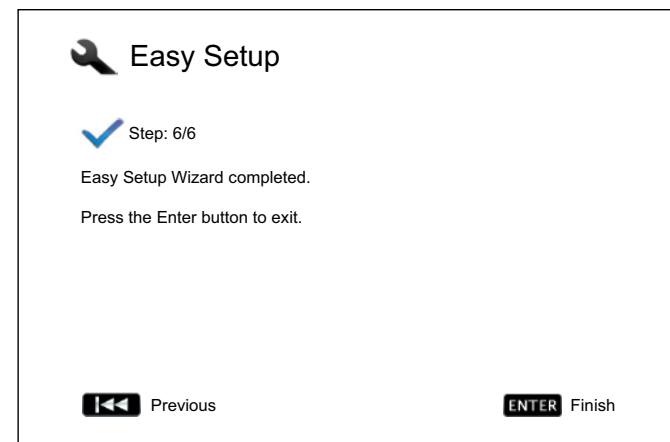 Easy Setup
Step: 6/6
Easy Setup Wizard completed.
Press the Enter button to exit.
Previous
ENTER Finish